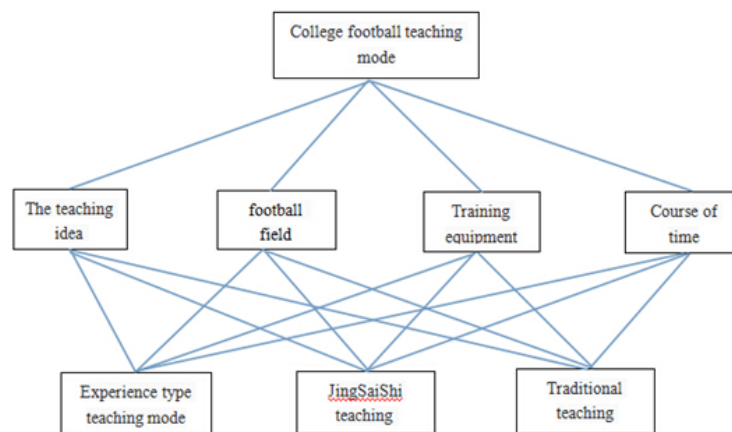 College football teaching
mode
The teaching
idea
football
field
Training
equipment
Course of
time
Experience type
teaching mode
JingSaiShi
teaching
Traditional
teaching